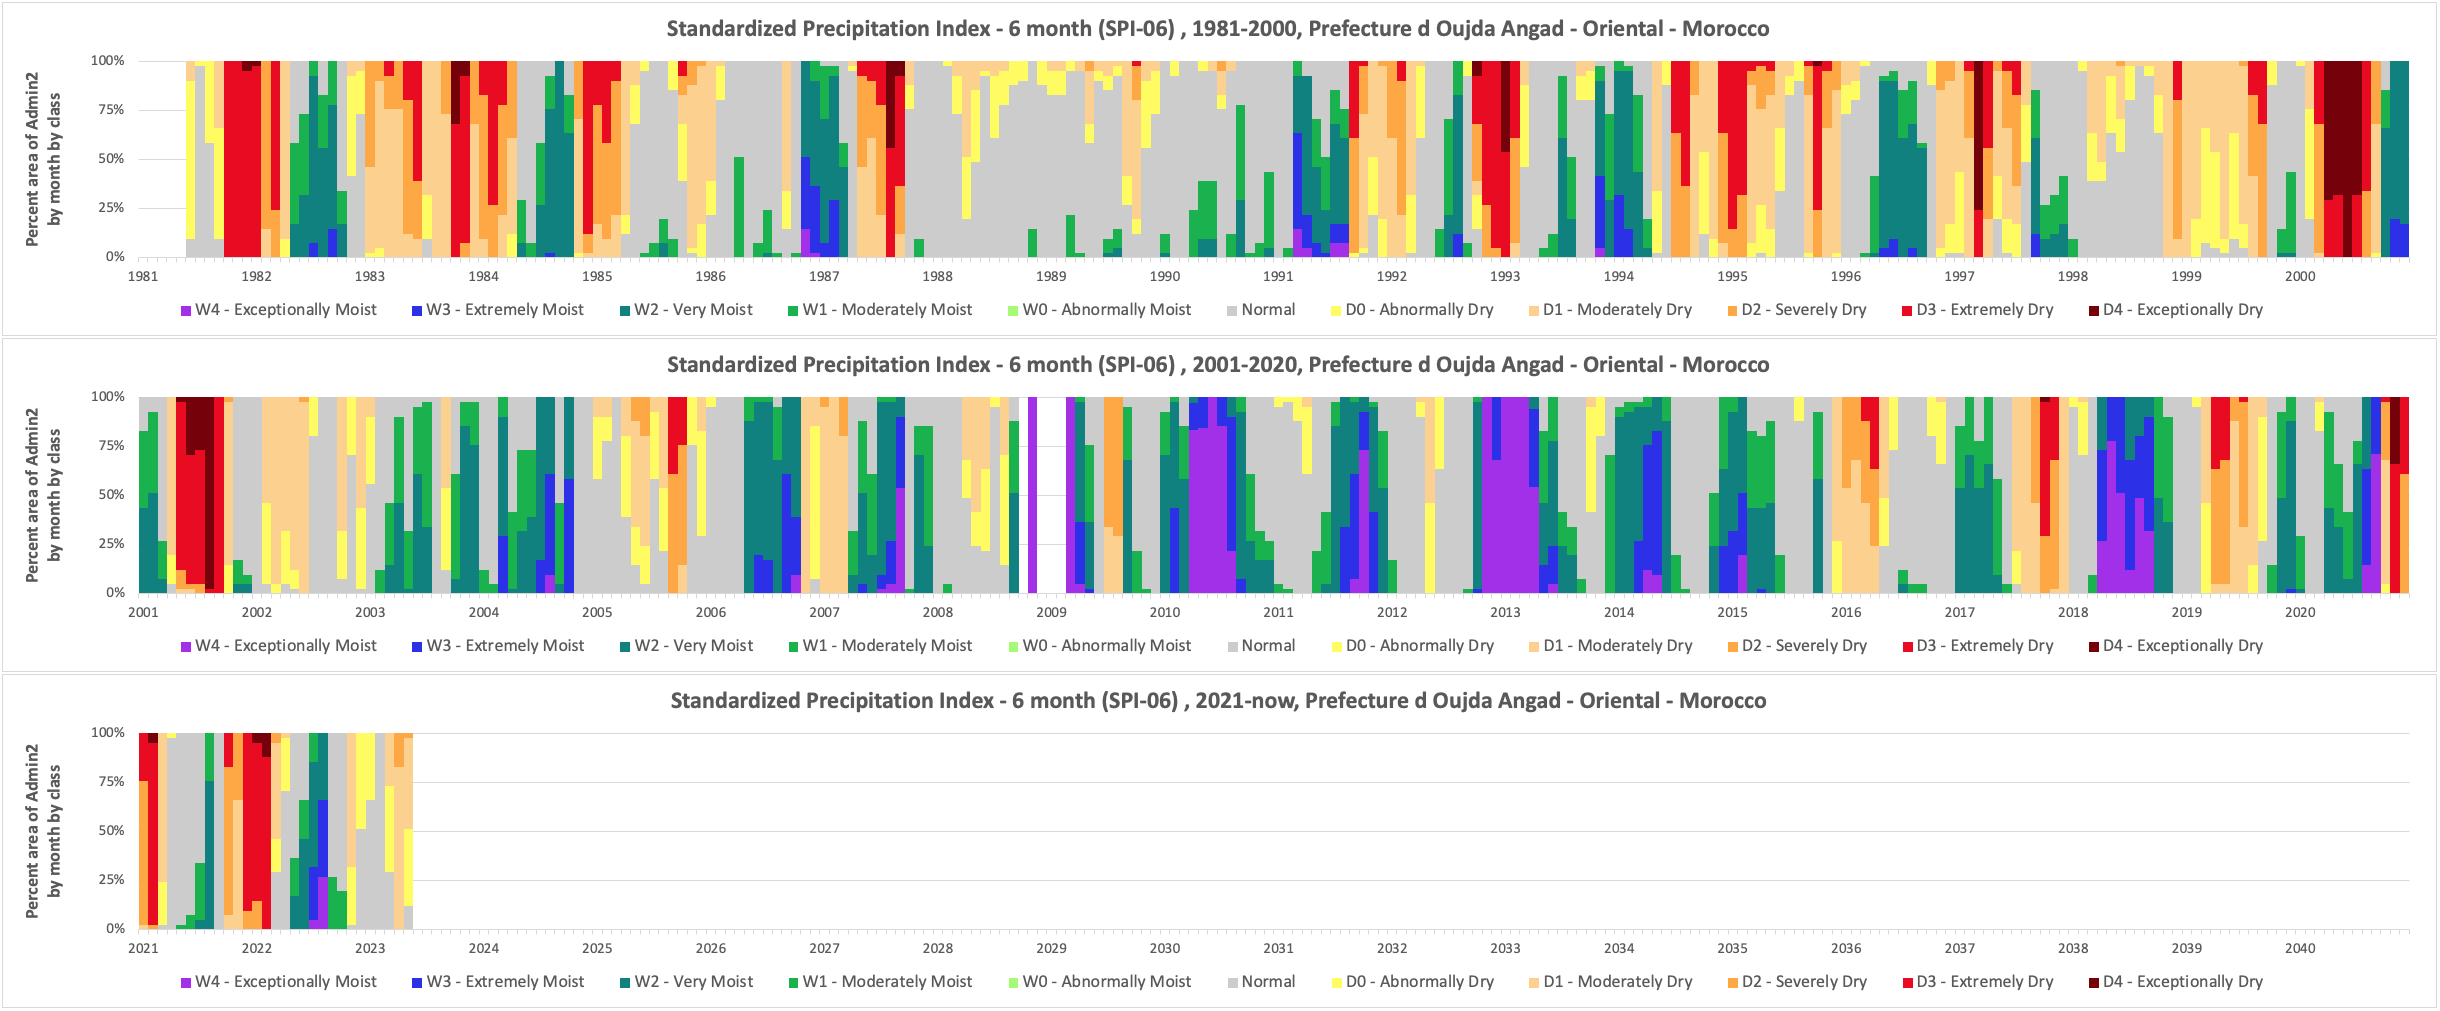 Standardized Precipitation Index - 6 month (SPI-06) , 1981-2000, Prefecture d Oujda Angad - Oriental - Morocco
Percent area of Admin2
by month by class
100%
75%
50%
25%
0%
1981 1982 1983 1984 1985 1986 1987 1988 1989 1990 1991 1992 1993 1994 1995 1996 1997 1998 1999 2000
W4 - Exceptionally Moist W3 - Extremely Moist W2 - Very Moist W1 - Moderately Moist W0 - Abnormally Moist Normal D0 - Abnormally Dry D1 - Moderately Dry D2 - Severely Dry D3 - Extremely Dry D4 - Exceptionally Dry
Standardized Precipitation Index - 6 month (SPI-06) , 2001-2020, Prefecture d Oujda Angad - Oriental - Morocco
Percent area of Admin2
by month by class
100%
75%
50%
25%
0%
2001 2002 2003 2004 2005 2006 2007 2008 2009 2010 2011 2012 2013 2014 2015 2016 2017 2018 2019 2020
W4 - Exceptionally Moist W3 - Extremely Moist W2 - Very Moist W1 - Moderately Moist W0 - Abnormally Moist Normal D0 - Abnormally Dry D1 - Moderately Dry D2 - Severely Dry D3 - Extremely Dry D4 - Exceptionally Dry
Standardized Precipitation Index - 6 month (SPI-06) , 2021-now, Prefecture d Oujda Angad - Oriental - Morocco
Percent area of Admin2
by month by class
100%
75%
50%
25%
0%
2021 2022 2023 2024 2025 2026 2027 2028 2029 2030 2031 2032 2033 2034 2035 2036 2037 2038 2039 2040
W4 - Exceptionally Moist W3 - Extremely Moist W2 - Very Moist W1 - Moderately Moist W0 - Abnormally Moist Normal D0 - Abnormally Dry D1 - Moderately Dry D2 - Severely Dry D3 - Extremely Dry D4 - Exceptionally Dry